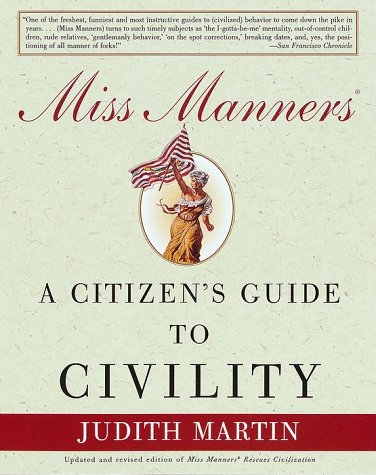 "One of the freshest, funniest and most instructive guides to (civilized) behavior to come down the pike in
years. . . . (Miss Manners) turns to such timely subjects as 'the I-gotta-be-me' mentality, out-of-control chil-
dren, rude relatives, 'gentlemanly behavior,' 'on the spot corrections,' breaking dates, and, yes, the posi-
tioning of all manner of forks!" —San Francisco Chronicle
Miss Manners®
A CITIZEN'S GUIDE
TO
CIVILITY
JUDITH MARTIN
Updated and revised edition of Miss Manners® Rescues Civilization